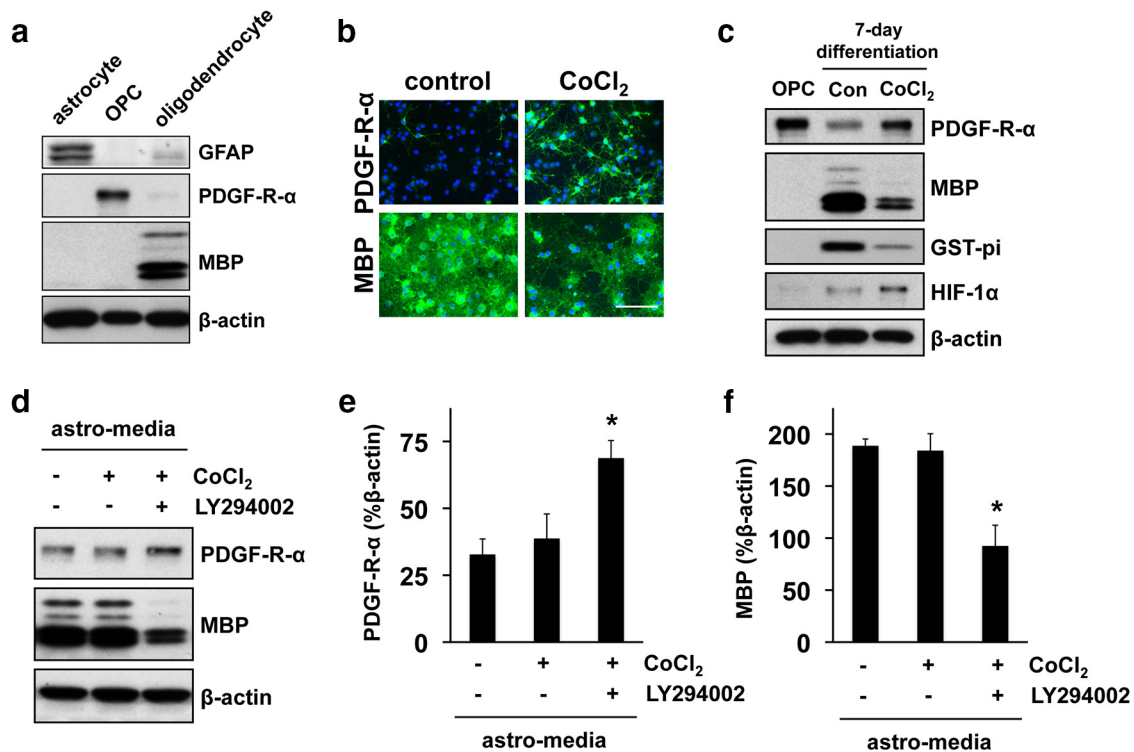 a
astrocyte
OPC
oligodendrocyte
GFAP
PDGF-R-α
MBP
β-actin
b
control
CoCl₂
PDGF-R-α
MBP
c
7-day
differentiation
OPC Con CoCl₂
PDGF-R-α
MBP
GST-pi
HIF-1α
β-actin
d
astro-media
- + + CoCl₂
- - + LY294002
PDGF-R-α
MBP
β-actin
e
PDGF-R-α (%β-actin)
75
50
25
0
*
- + + CoCl₂
- - + LY294002
astro-media
f
MBP (%β-actin)
200
150
100
50
0
*
- + + CoCl₂
- - + LY294002
astro-media